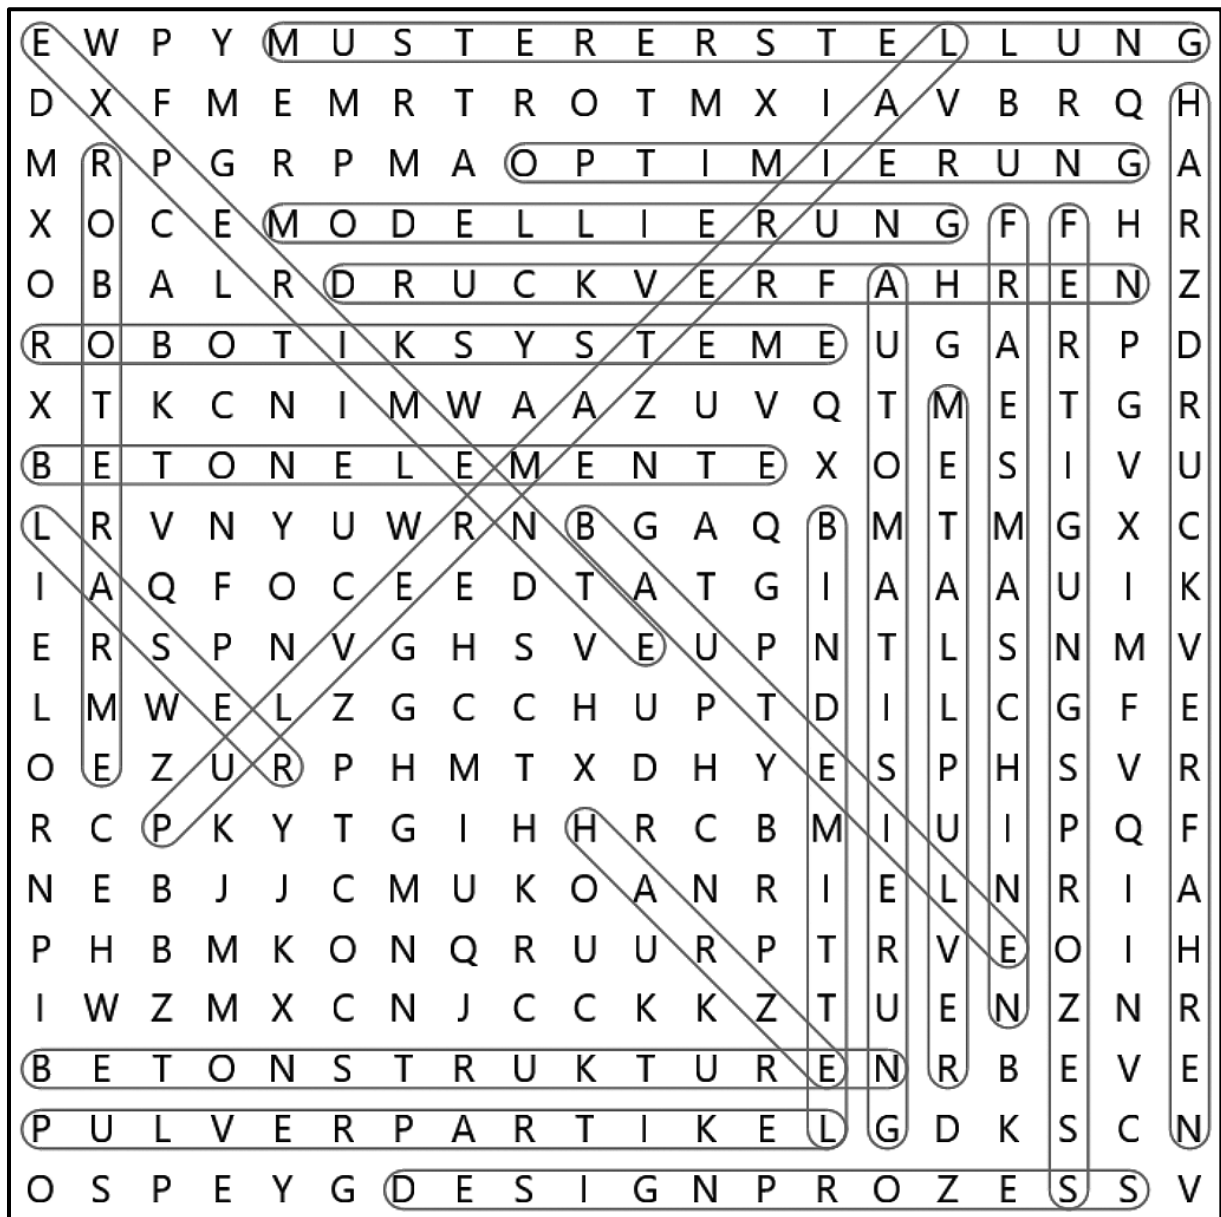 E W P Y M U S T E R E R S T E L L U N G
D X F M E M R T R O T M X I A V B R Q H
M R P G R P M A O P T I M I E R U N G A
X O C E M O D E L L I E R U N G F F H R
O B A L R D R U C K V E R F A H R E N Z
R O B O T I K S Y S T E M E U G A R P D
X T K C N I M W A A Z U V Q T M E T G R
B E T O N E L E M E N T E X O E S I V U
L R V N Y U W R N B G A Q B M T M G X C
I A Q F O C E E D T A T G I A A A U I K
E R S P N V G H S V E U P N T L S N M V
L M W E L Z G C C H U P T D I L C G F E
O E Z U R P H M T X D H Y E S P H S V R
R C P K Y T G I H H R C B M I U I P Q F
N E B J J C M U K O A N R I E L N R I A
P H B M K O N Q R U U R P T R V E O I H
I W Z M X C N J C C K K Z T U E N Z N R
B E T O N S T R U K T U R E N R B E V E
P U L V E R P A R T I K E L G D K S C N
O S P E Y G D E S I G N P R O Z E S S V